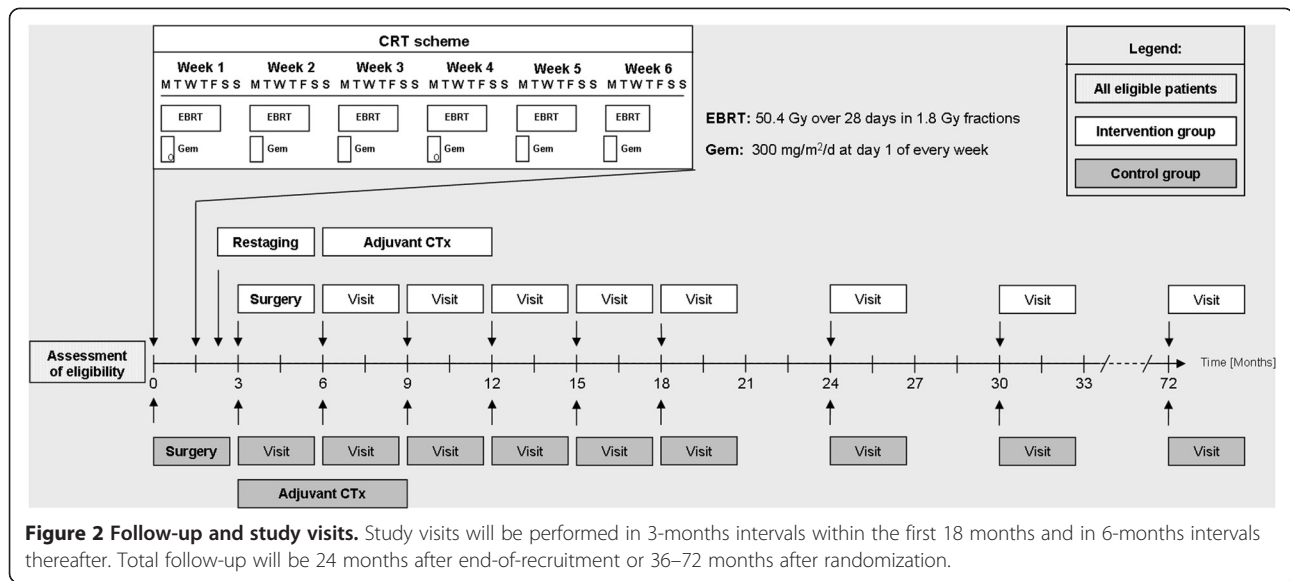 CRT scheme
Week 1 Week 2 Week 3 Week 4 Week 5 Week 6
M T W T F S S M T W T F S S M T W T F S S M T W T F S S M T W T F S S M T W T F S S
EBRT EBRT EBRT EBRT EBRT EBRT
Gem Gem Gem Gem Gem Gem
EBRT: 50.4 Gy over 28 days in 1.8 Gy fractions
Gem: 300 mg/m²/d at day 1 of every week
Legend:
All eligible patients
Intervention group
Control group
Restaging Adjuvant CTx
Surgery Visit Visit Visit Visit Visit Visit Visit Visit
Assessment
of eligibility
0 3 6 9 12 15 18 21 24 27 30 33 72
Time [Months]
Surgery Visit Visit Visit Visit Visit Visit Visit Visit Visit
Adjuvant CTx
Figure 2 Follow-up and study visits. Study visits will be performed in 3-months intervals within the first 18 months and in 6-months intervals
thereafter. Total follow-up will be 24 months after end-of-recruitment or 36–72 months after randomization.